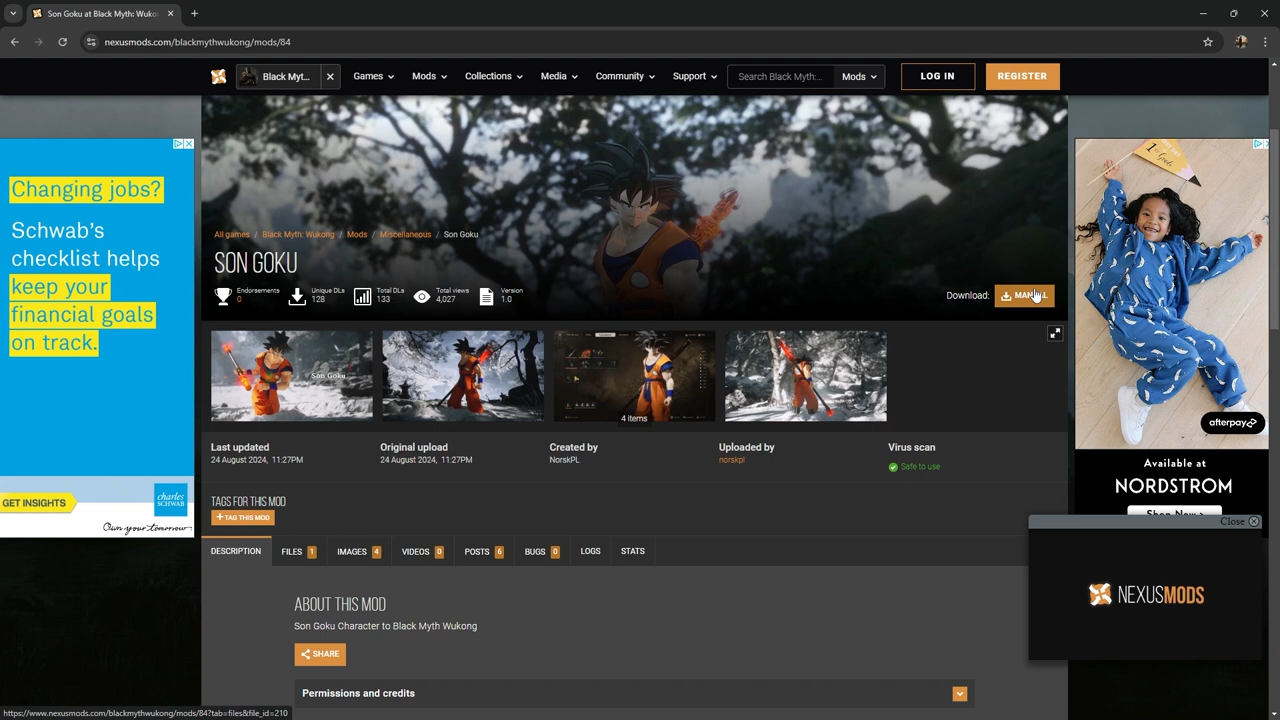 Son Goku at Black Myth: Wuko
nexusmods.com/blackmythwukong/mods/84
Black Myt...
Games
Mods
Collections
Media
Community
Support
Search Black Myth:...
Mods
LOG IN
REGISTER
Changing jobs?
Schwab's
checklist helps
keep your
financial goals
on track.
GET INSIGHTS
charles
SCHWAB
Own your tomorrow.
All games / Black Myth: Wukong / Mods / Miscellaneous / Son Goku
SON GOKU
Endorsements
0
Unique DLs
128
Total DLs
133
Total views
4,027
Version
1.0
Download:
Son Goku
4 items
Last updated
24 August 2024, 11:27PM
Original upload
24 August 2024, 11:27PM
Created by
NorskPL
Uploaded by
norskpl
Virus scan
Safe to use
TAGS FOR THIS MOD
+ TAG THIS MOD
DESCRIPTION
FILES 1
IMAGES 4
VIDEOS 0
POSTS 6
BUGS 0
LOGS
STATS
ABOUT THIS MOD
Son Goku Character to Black Myth Wukong
SHARE
Permissions and credits
afterpay
Available at
NORDSTROM
Close
NEXUSMODS
https://www.nexusmods.com/blackmythwukong/mods/84?tab=files&file_id=210